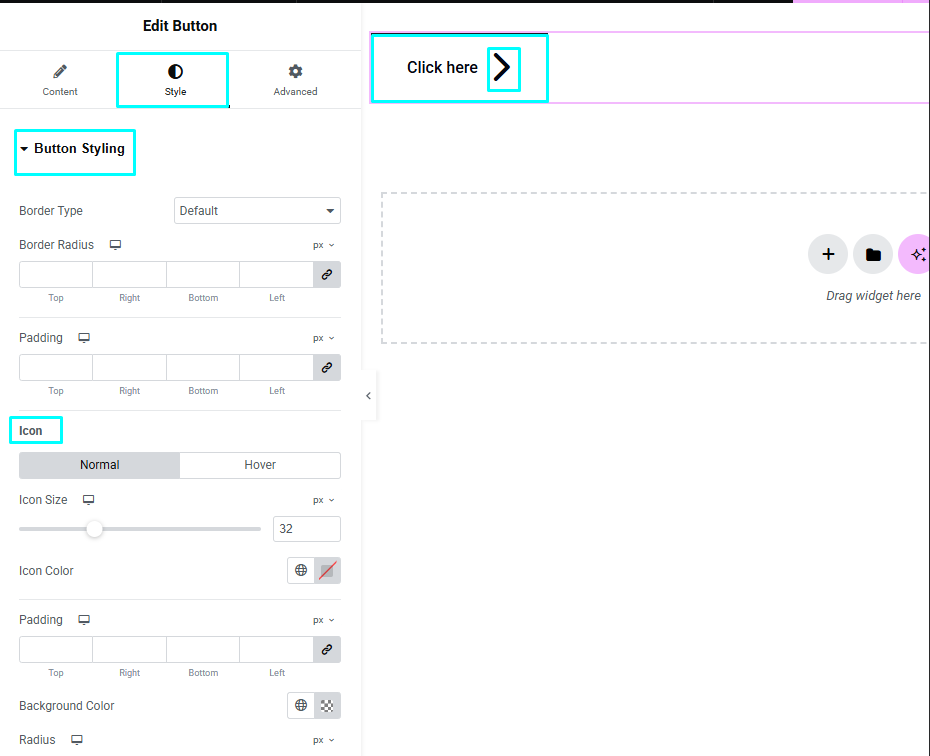 Edit Button
Content
Style
Advanced
Button Styling
Border Type
Default
Border Radius
px
Top
Right
Bottom
Left
Padding
px
Top
Right
Bottom
Left
Icon
Normal
Hover
Icon Size
px
32
Icon Color
Padding
px
Top
Right
Bottom
Left
Background Color
Radius
px
Click here
Drag widget here